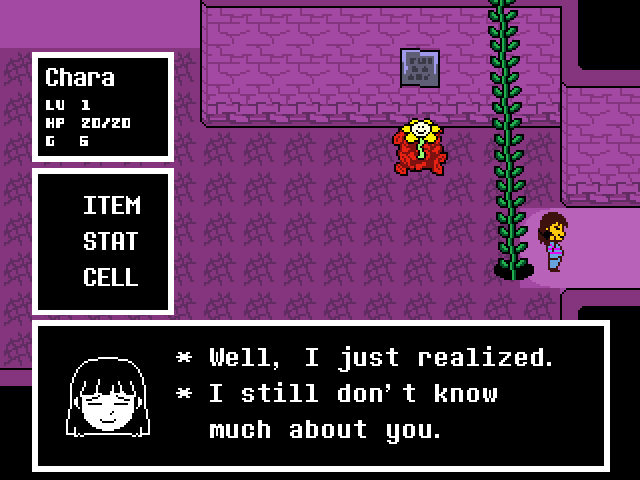 Chara
LV 1
HP 20/20
G 6
ITEM
STAT
CELL
* Well, I just realized.
* I still don't know
much about you.